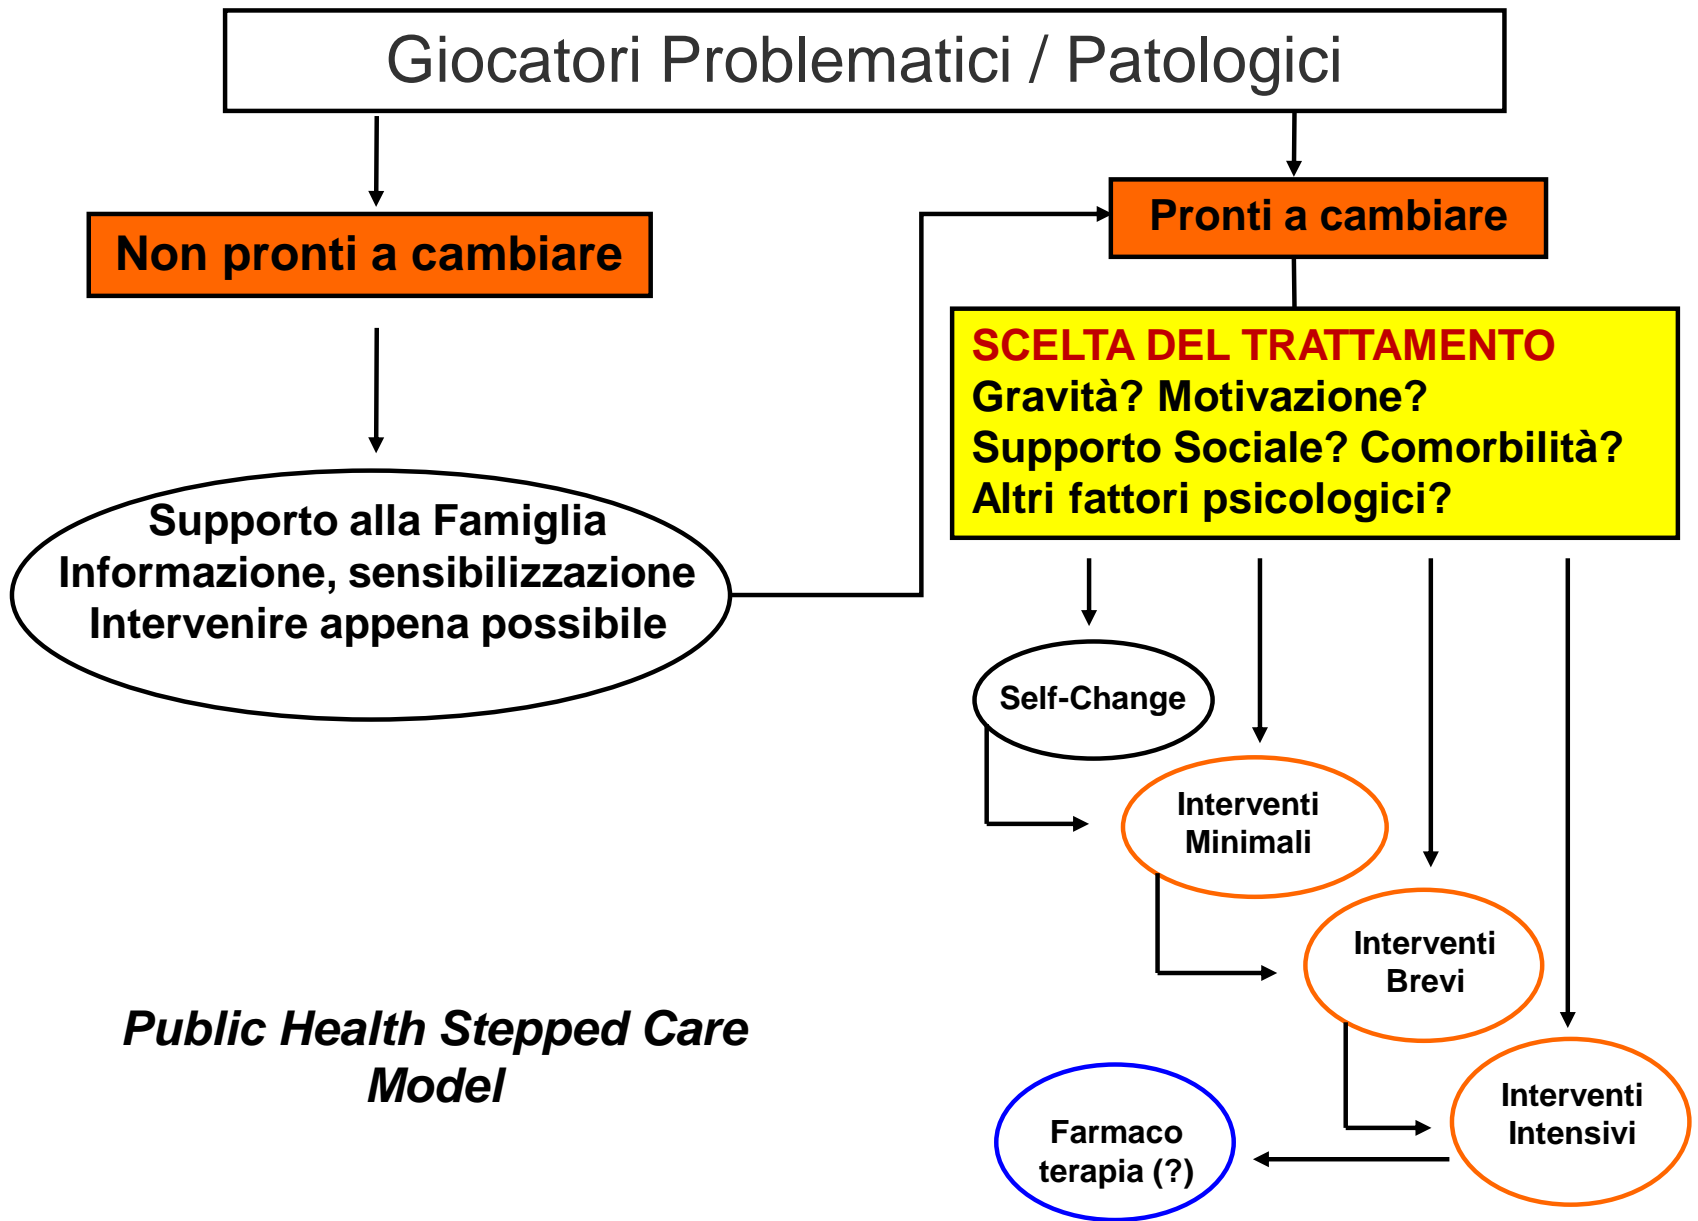 Giocatori Problematici / Patologici
Non pronti a cambiare
Pronti a cambiare
SCELTA DEL TRATTAMENTO
Gravità? Motivazione?
Supporto Sociale? Comorbilità?
Altri fattori psicologici?
Supporto alla Famiglia
Informazione, sensibilizzazione
Intervenire appena possibile
Self-Change
Interventi
Minimali
Interventi
Brevi
Interventi
Intensivi
Farmaco
terapia (?)
Public Health Stepped Care
Model